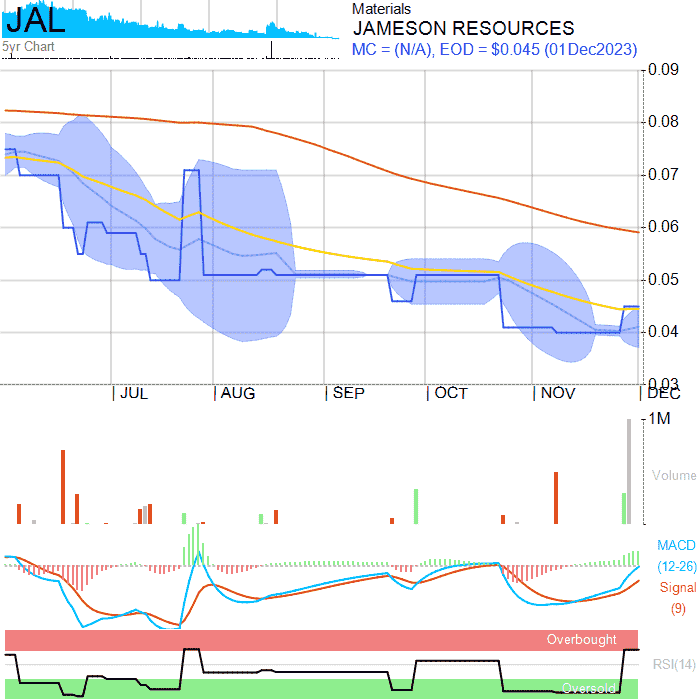 JAL
5yr Chart
Materials
JAMESON RESOURCES
MC = (N/A), EOD = $0.045 (01Dec2023)
0.09
0.08
0.07
0.06
0.05
0.04
0.03
JUL AUG SEP OCT NOV DEC
1M
Volume
MACD
(12-26)
Signal
(9)
Overbought
RSI(14)
Oversold